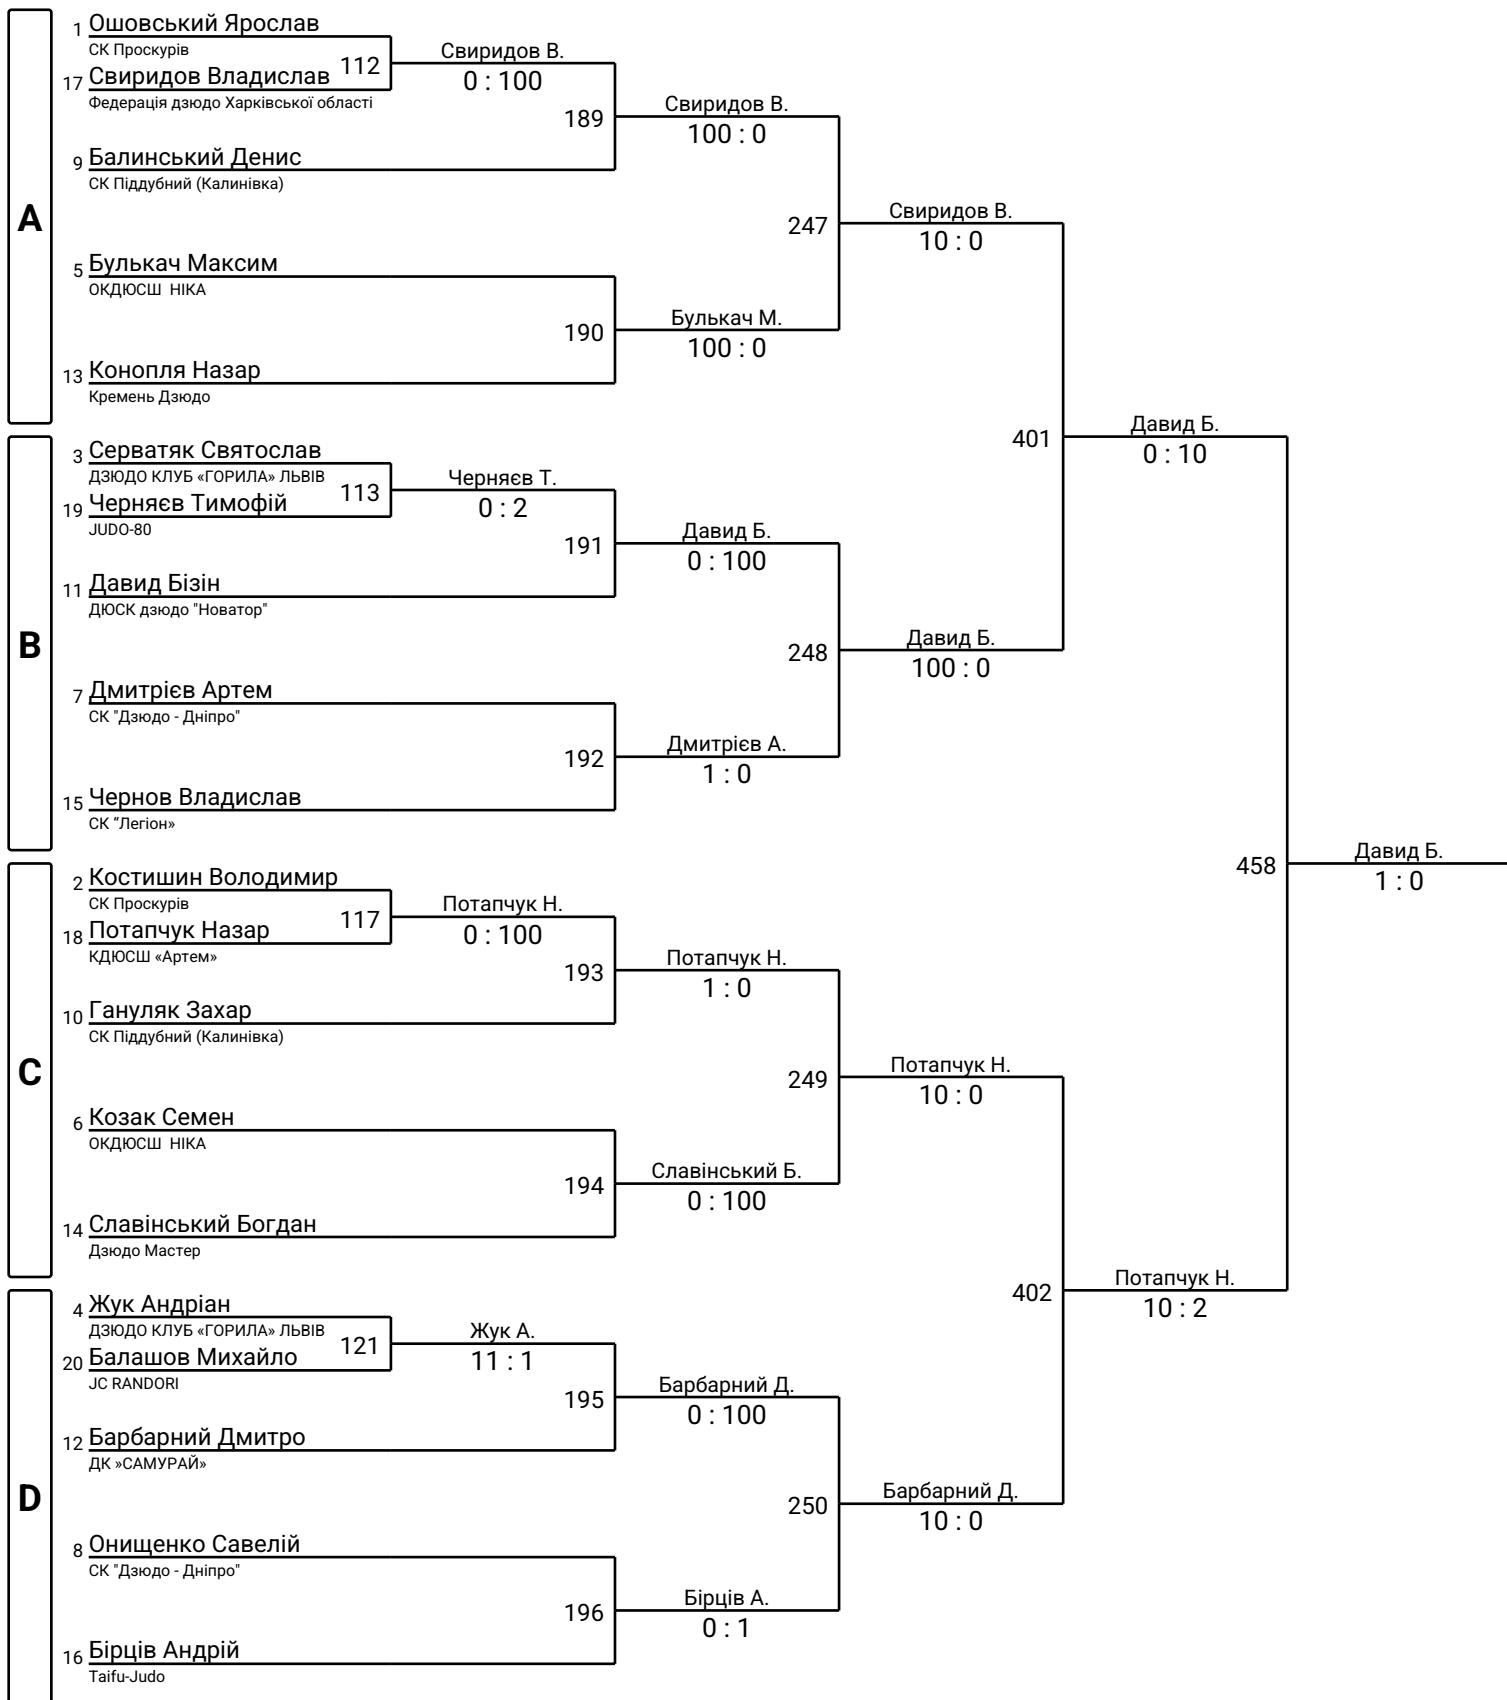 A
1 Ошовський Ярослав
СК Проскурів
17 Свиридов Владислав
Федерація дзюдо Харківської області
112
Свиридов В.
0 : 100
9 Балинський Денис
СК Піддубний (Калинівка)
189
Свиридов В.
100 : 0
5 Булькач Максим
ОКДЮСШ НІКА
13 Конопля Назар
Кремень Дзюдо
190
Булькач М.
100 : 0
247
Свиридов В.
10 : 0
B
3 Серватяк Святослав
ДЗЮДО КЛУБ «ГОРИЛА» ЛЬВІВ
19 Черняєв Тимофій
JUDO-80
113
Черняєв Т.
0 : 2
11 Давид Бізін
ДЮСК дзюдо "Новатор"
191
Давид Б.
0 : 100
7 Дмитрієв Артем
СК "Дзюдо - Дніпро"
15 Чернов Владислав
СК “Легіон»
192
Дмитрієв А.
1 : 0
248
Давид Б.
100 : 0
401
Давид Б.
0 : 10
C
2 Костишин Володимир
СК Проскурів
18 Потапчук Назар
КДЮСШ «Артем»
117
Потапчук Н.
0 : 100
10 Гануляк Захар
СК Піддубний (Калинівка)
193
Потапчук Н.
1 : 0
6 Козак Семен
ОКДЮСШ НІКА
14 Славінський Богдан
Дзюдо Мастер
194
Славінський Б.
0 : 100
249
Потапчук Н.
10 : 0
D
4 Жук Андріан
ДЗЮДО КЛУБ «ГОРИЛА» ЛЬВІВ
20 Балашов Михайло
JC RANDORI
121
Жук А.
11 : 1
12 Барбарний Дмитро
ДК »САМУРАЙ»
195
Барбарний Д.
0 : 100
8 Онищенко Савелій
СК "Дзюдо - Дніпро"
16 Бірців Андрій
Taifu-Judo
196
Бірців А.
0 : 1
250
Барбарний Д.
10 : 0
402
Потапчук Н.
10 : 2
458
Давид Б.
1 : 0